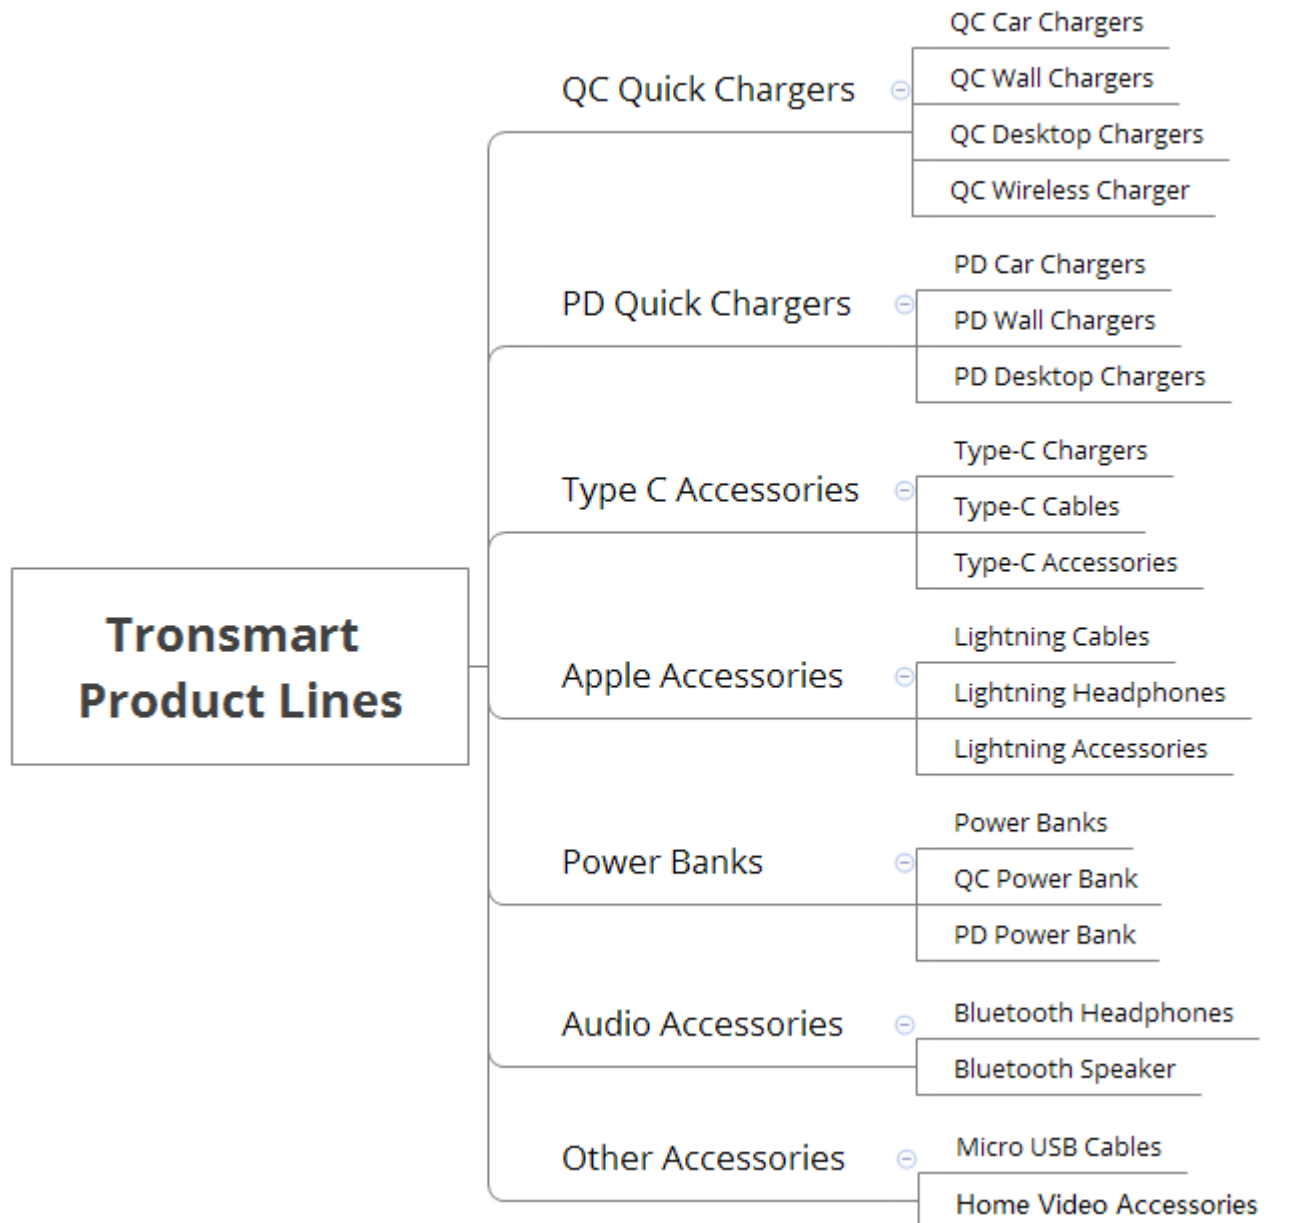 Tronsmart
Product Lines
QC Quick Chargers
QC Car Chargers
QC Wall Chargers
QC Desktop Chargers
QC Wireless Charger
PD Quick Chargers
PD Car Chargers
PD Wall Chargers
PD Desktop Chargers
Type C Accessories
Type-C Chargers
Type-C Cables
Type-C Accessories
Apple Accessories
Lightning Cables
Lightning Headphones
Lightning Accessories
Power Banks
Power Banks
QC Power Bank
PD Power Bank
Audio Accessories
Bluetooth Headphones
Bluetooth Speaker
Other Accessories
Micro USB Cables
Home Video Accessories